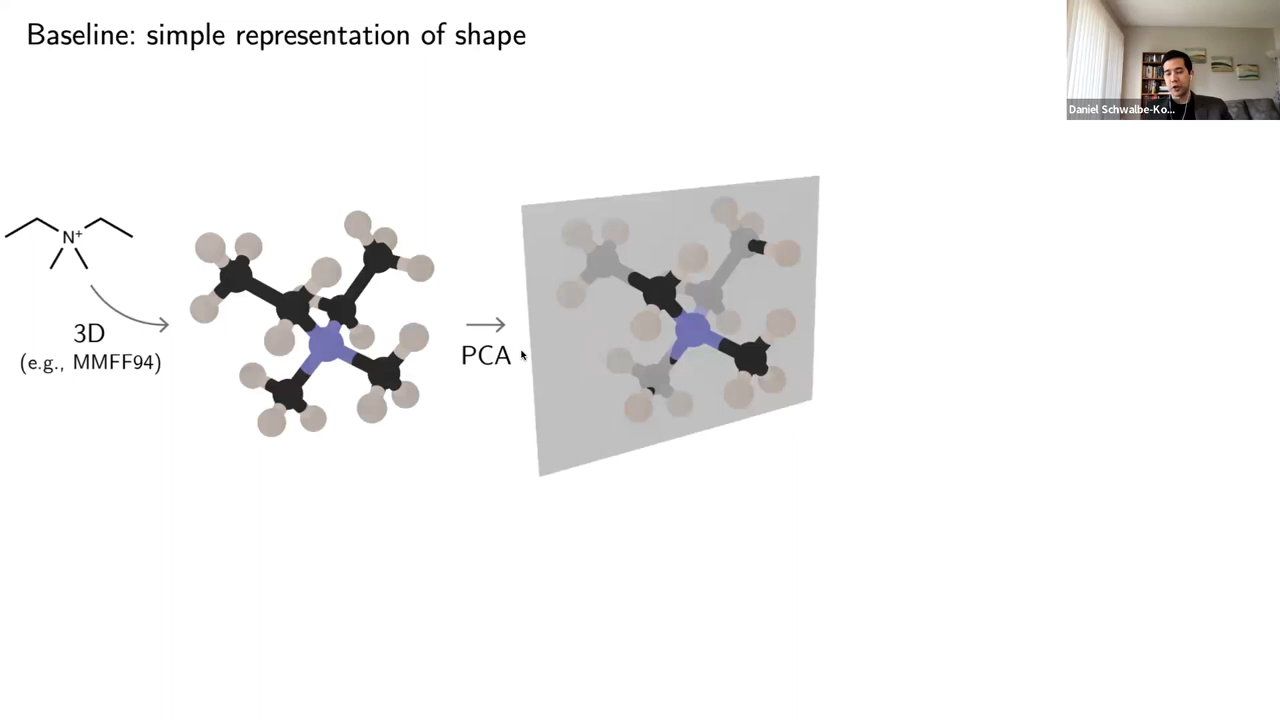 Baseline: simple representation of shape
Daniel Schwalbe-Ko...
N+
3D
(e.g., MMFF94)
PCA